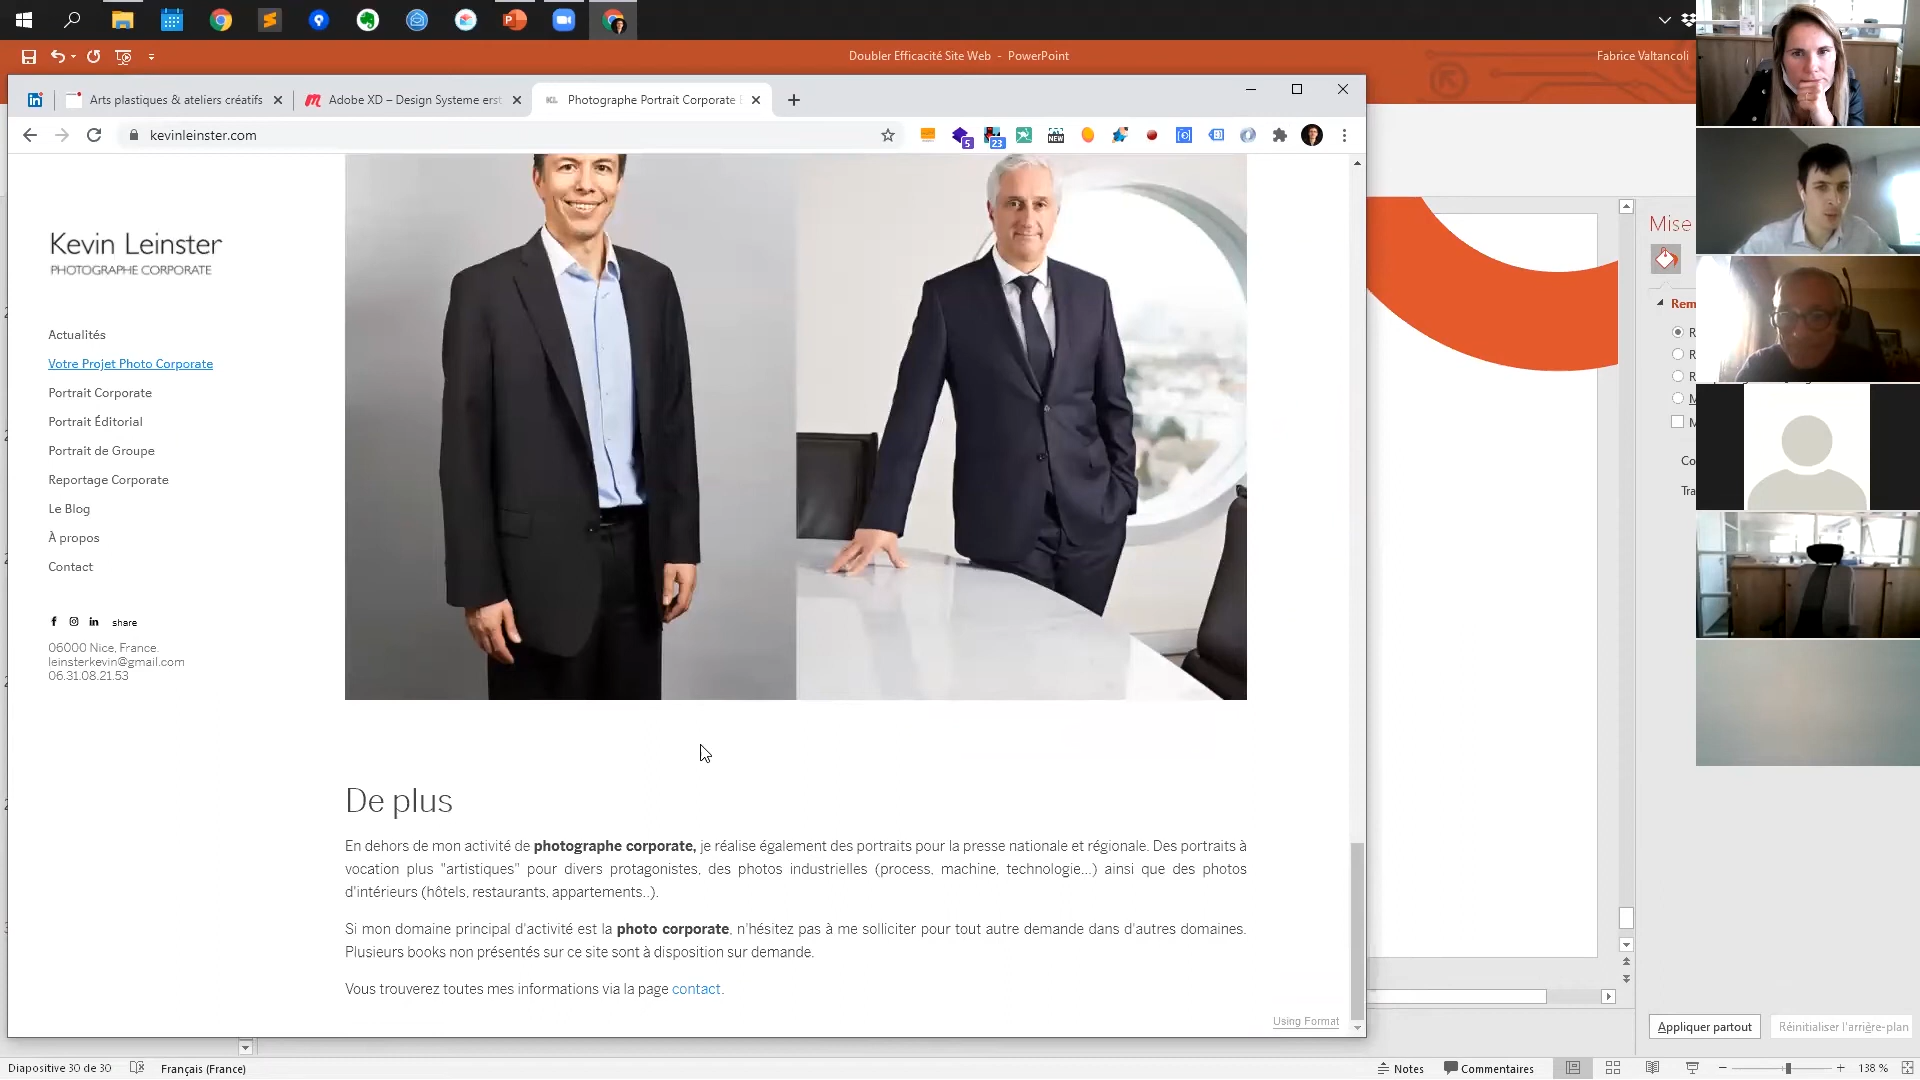 Doubler Efficacité Site Web - PowerPoint
Fabrice Valtancoli
Arts plastiques & ateliers créatifs
Adobe XD – Design Systeme erst
KL
Photographe Portrait Corporate
kevinleinster.com
5
23
NEW
Kevin Leinster
PHOTOGRAPHE CORPORATE
Actualités
Votre Projet Photo Corporate
Portrait Corporate
Portrait Éditorial
Portrait de Groupe
Reportage Corporate
Le Blog
À propos
Contact
share
06000 Nice, France.
leinsterkevin@gmail.com
06.31.08.21.53
De plus
En dehors de mon activité de photographe corporate, je réalise également des portraits pour la presse nationale et régionale. Des portraits à
vocation plus "artistiques" pour divers protagonistes, des photos industrielles (process, machine, technologie...) ainsi que des photos
d'intérieurs (hôtels, restaurants, appartements..).
Si mon domaine principal d'activité est la photo corporate, n'hésitez pas à me solliciter pour tout autre demande dans d'autres domaines.
Plusieurs books non présentés sur ce site sont à disposition sur demande.
Vous trouverez toutes mes informations via la page contact.
Using Format
Mise
Rem
R
R
R
M
M
Co
Tra
Appliquer partout
Réinitialiser l'arrière-plan
Diapositive 30 de 30
Français (France)
Notes
Commentaires
138 %